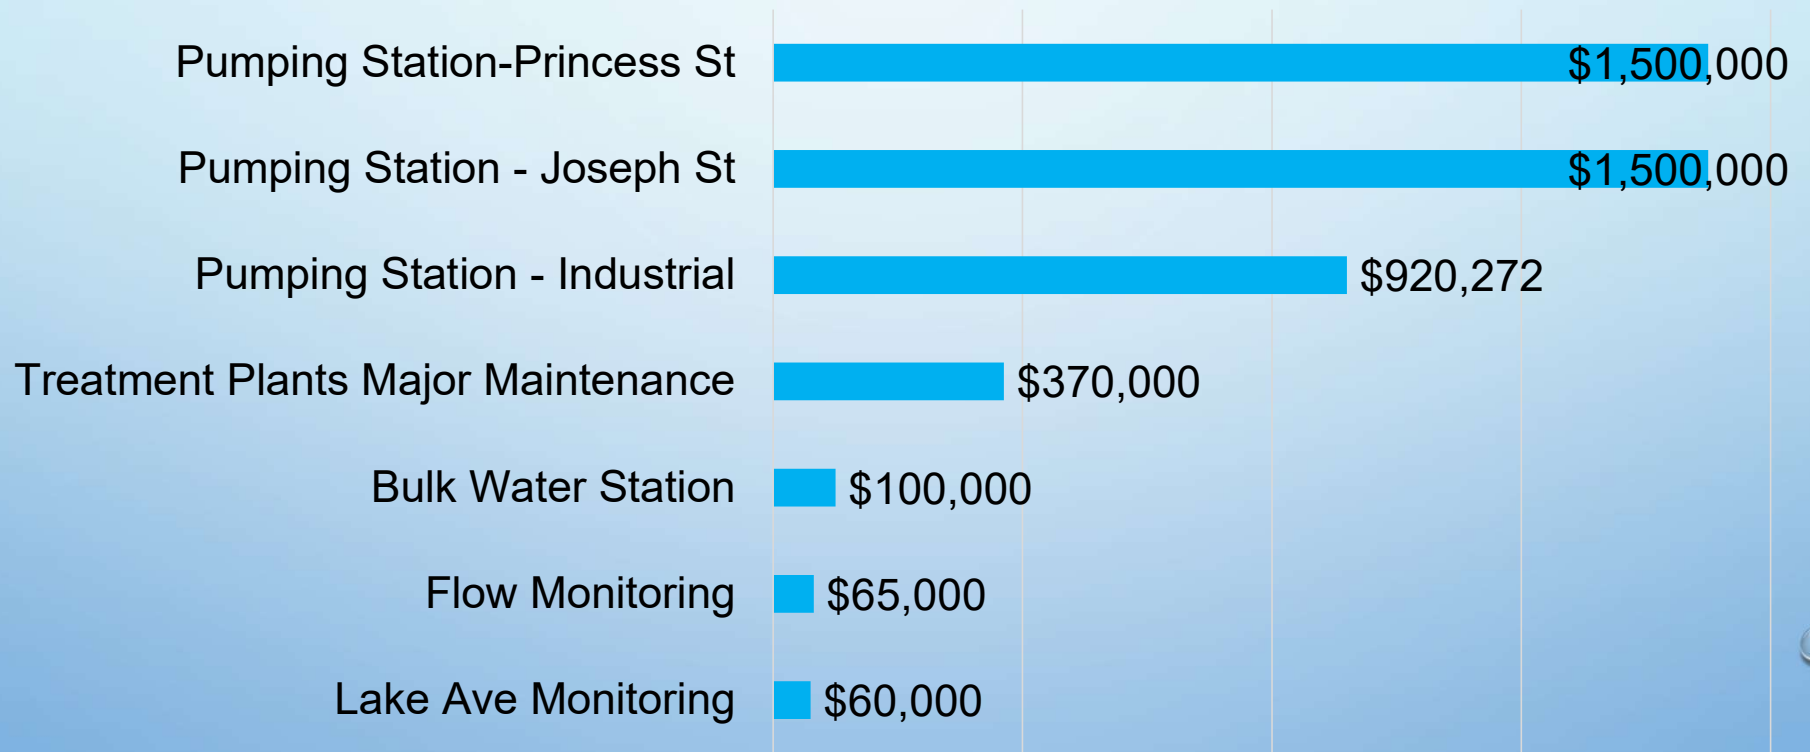 Pumping Station-Princess St $1,500,000
Pumping Station - Joseph St $1,500,000
Pumping Station - Industrial $920,272
Treatment Plants Major Maintenance $370,000
Bulk Water Station $100,000
Flow Monitoring $65,000
Lake Ave Monitoring $60,000